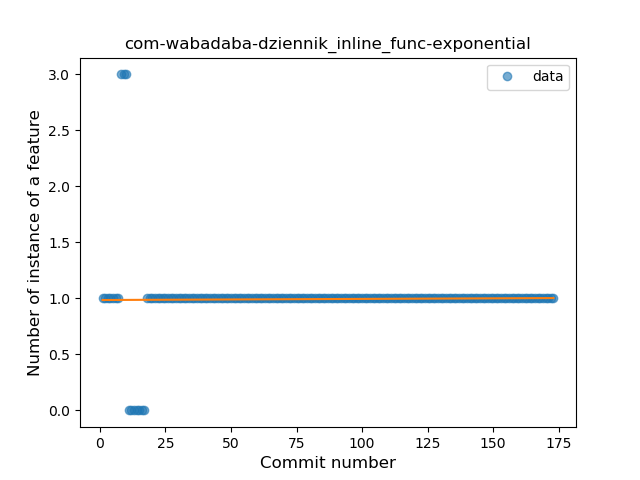 com-wabadaba-dziennik_inline_func-exponential
data
Number of instance of a feature
3.0
2.5
2.0
1.5
1.0
0.5
0.0
0 25 50 75 100 125 150 175
Commit number